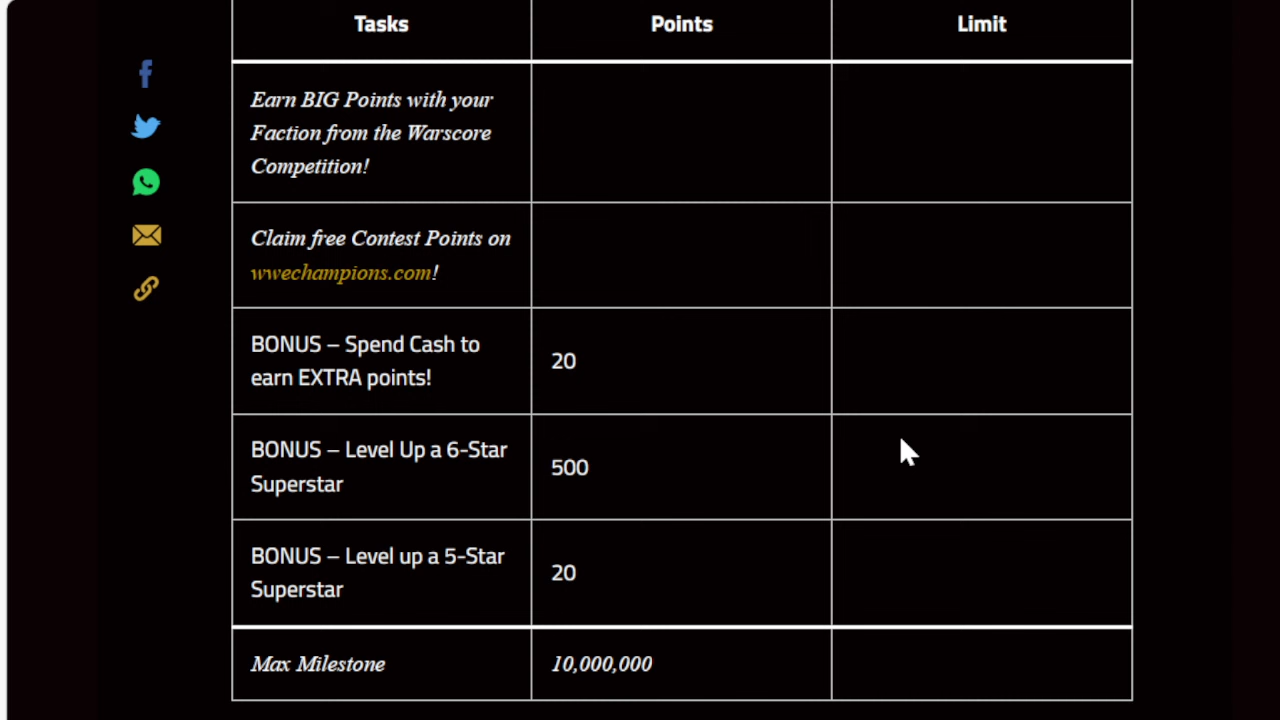 Tasks Points Limit
Earn BIG Points with your
Faction from the Warscore
Competition!
Claim free Contest Points on
wwechampions.com!
BONUS – Spend Cash to
earn EXTRA points!
20
BONUS – Level Up a 6-Star
Superstar
500
BONUS – Level up a 5-Star
Superstar
20
Max Milestone 10,000,000